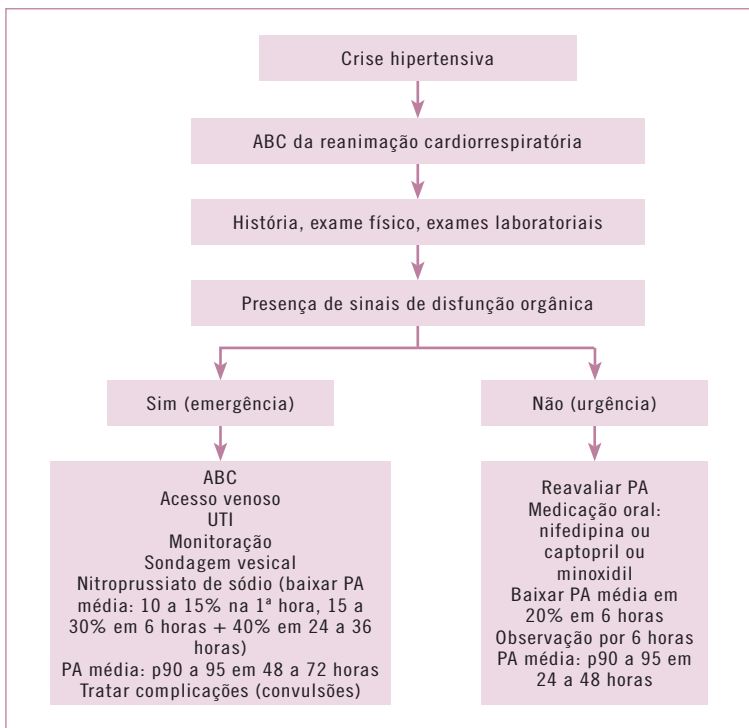 Crise hipertensiva
ABC da reanimação cardiorrespiratória
História, exame físico, exames laboratoriais
Presença de sinais de disfunção orgânica
Sim (emergência)
Não (urgência)
ABC
Acesso venoso
UTI
Monitoração
Sondagem vesical
Nitroprussiato de sódio (baixar PA
média: 10 a 15% na 1ª hora, 15 a
30% em 6 horas + 40% em 24 a 36
horas)
PA média: p90 a 95 em 48 a 72 horas
Tratar complicações (convulsões)
Reavaliar PA
Medicação oral:
nifedipina ou
captopril ou
minoxidil
Baixar PA média em
20% em 6 horas
Observação por 6 horas
PA média: p90 a 95 em
24 a 48 horas